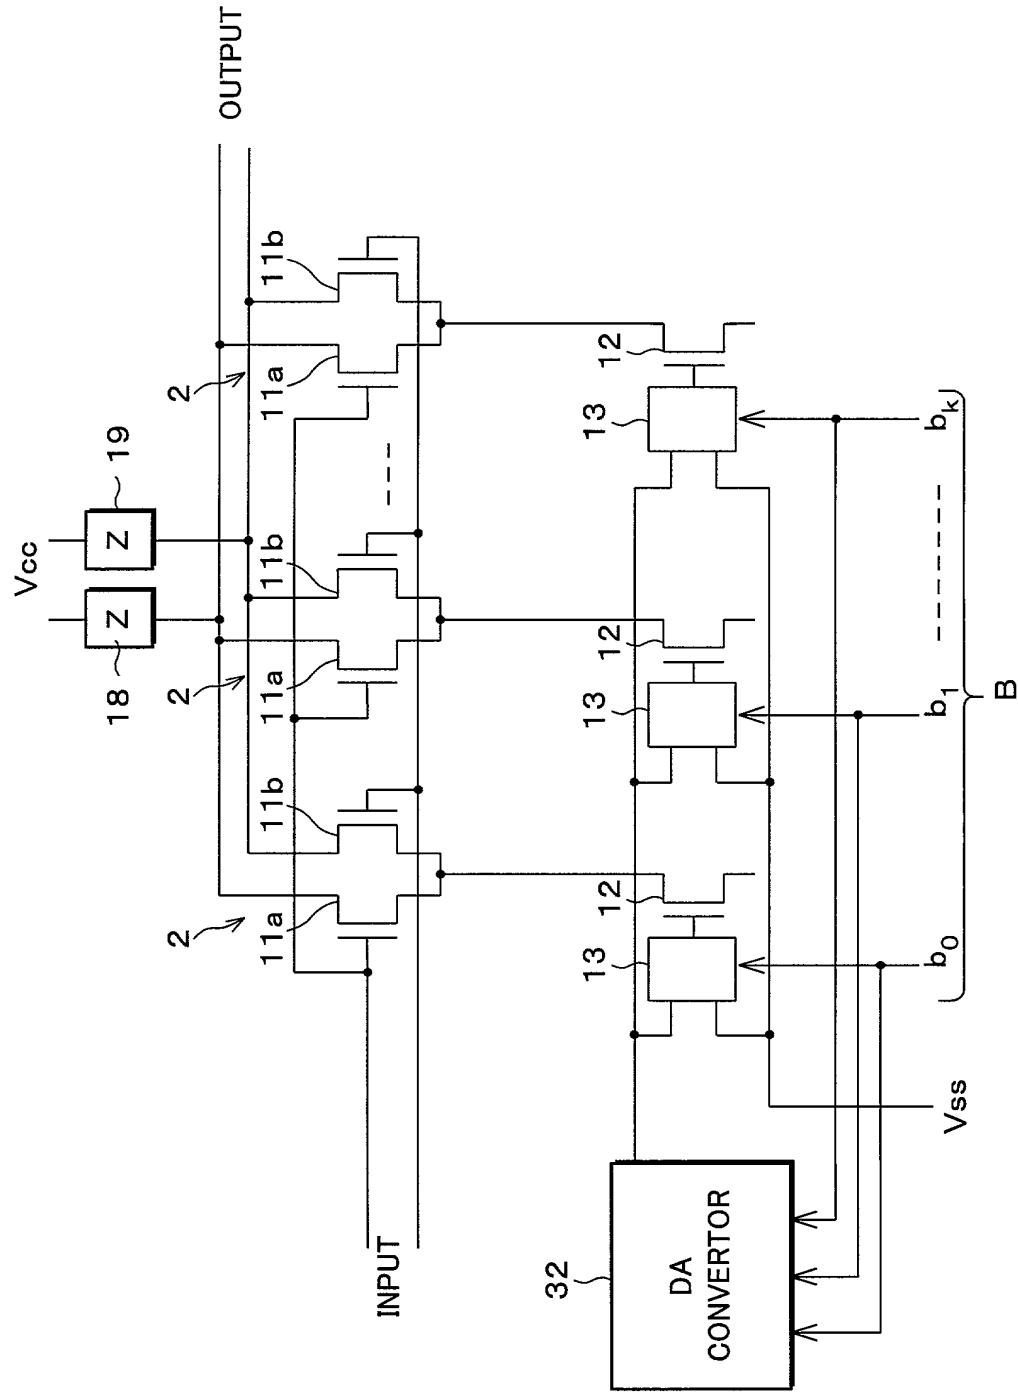 Vcc
18
Z
Z
19
OUTPUT
2
2
2
11a
11b
11a
11b
11a
11b
INPUT
12
12
12
13
13
13
32
DA
CONVERTOR
Vss
b0
b1
bk
B